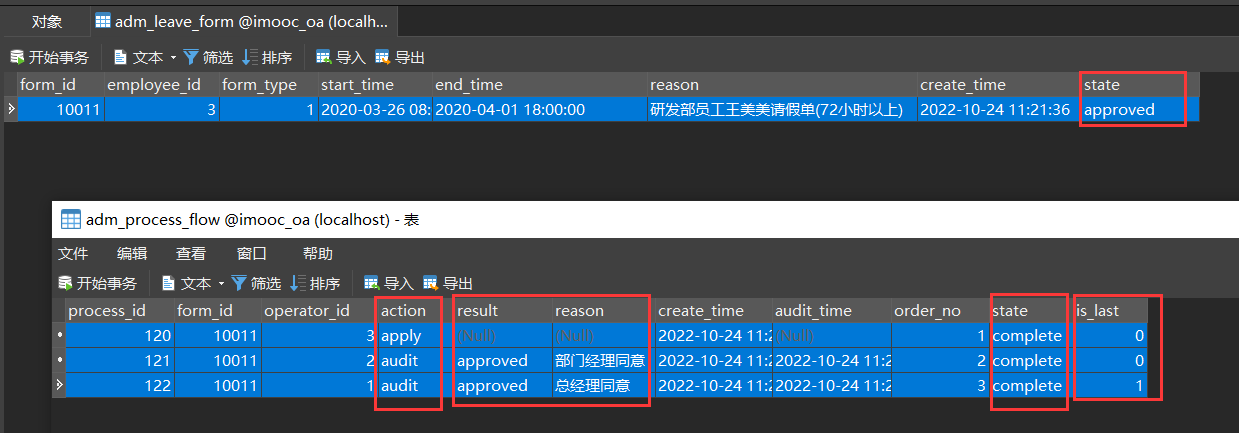 对象 adm_leave_form @imooc_oa (localh...
开始事务 文本 筛选 排序 导入 导出
form_id employee_id form_type start_time end_time reason create_time state
10011 3 1 2020-03-26 08: 2020-04-01 18:00:00 研发部员工王美美请假单(72小时以上) 2022-10-24 11:21:36 approved
adm_process_flow @imooc_oa (localhost) - 表
文件 编辑 查看 窗口 帮助
开始事务 文本 筛选 排序 导入 导出
process_id form_id operator_id action result reason create_time audit_time order_no state is_last
120 10011 3 apply (Null) (Null) 2022-10-24 11:2 (Null) 1 complete 0
121 10011 2 audit approved 部门经理同意 2022-10-24 11:2 2022-10-24 11:2 2 complete 0
122 10011 1 audit approved 总经理同意 2022-10-24 11:2 2022-10-24 11:2 3 complete 1